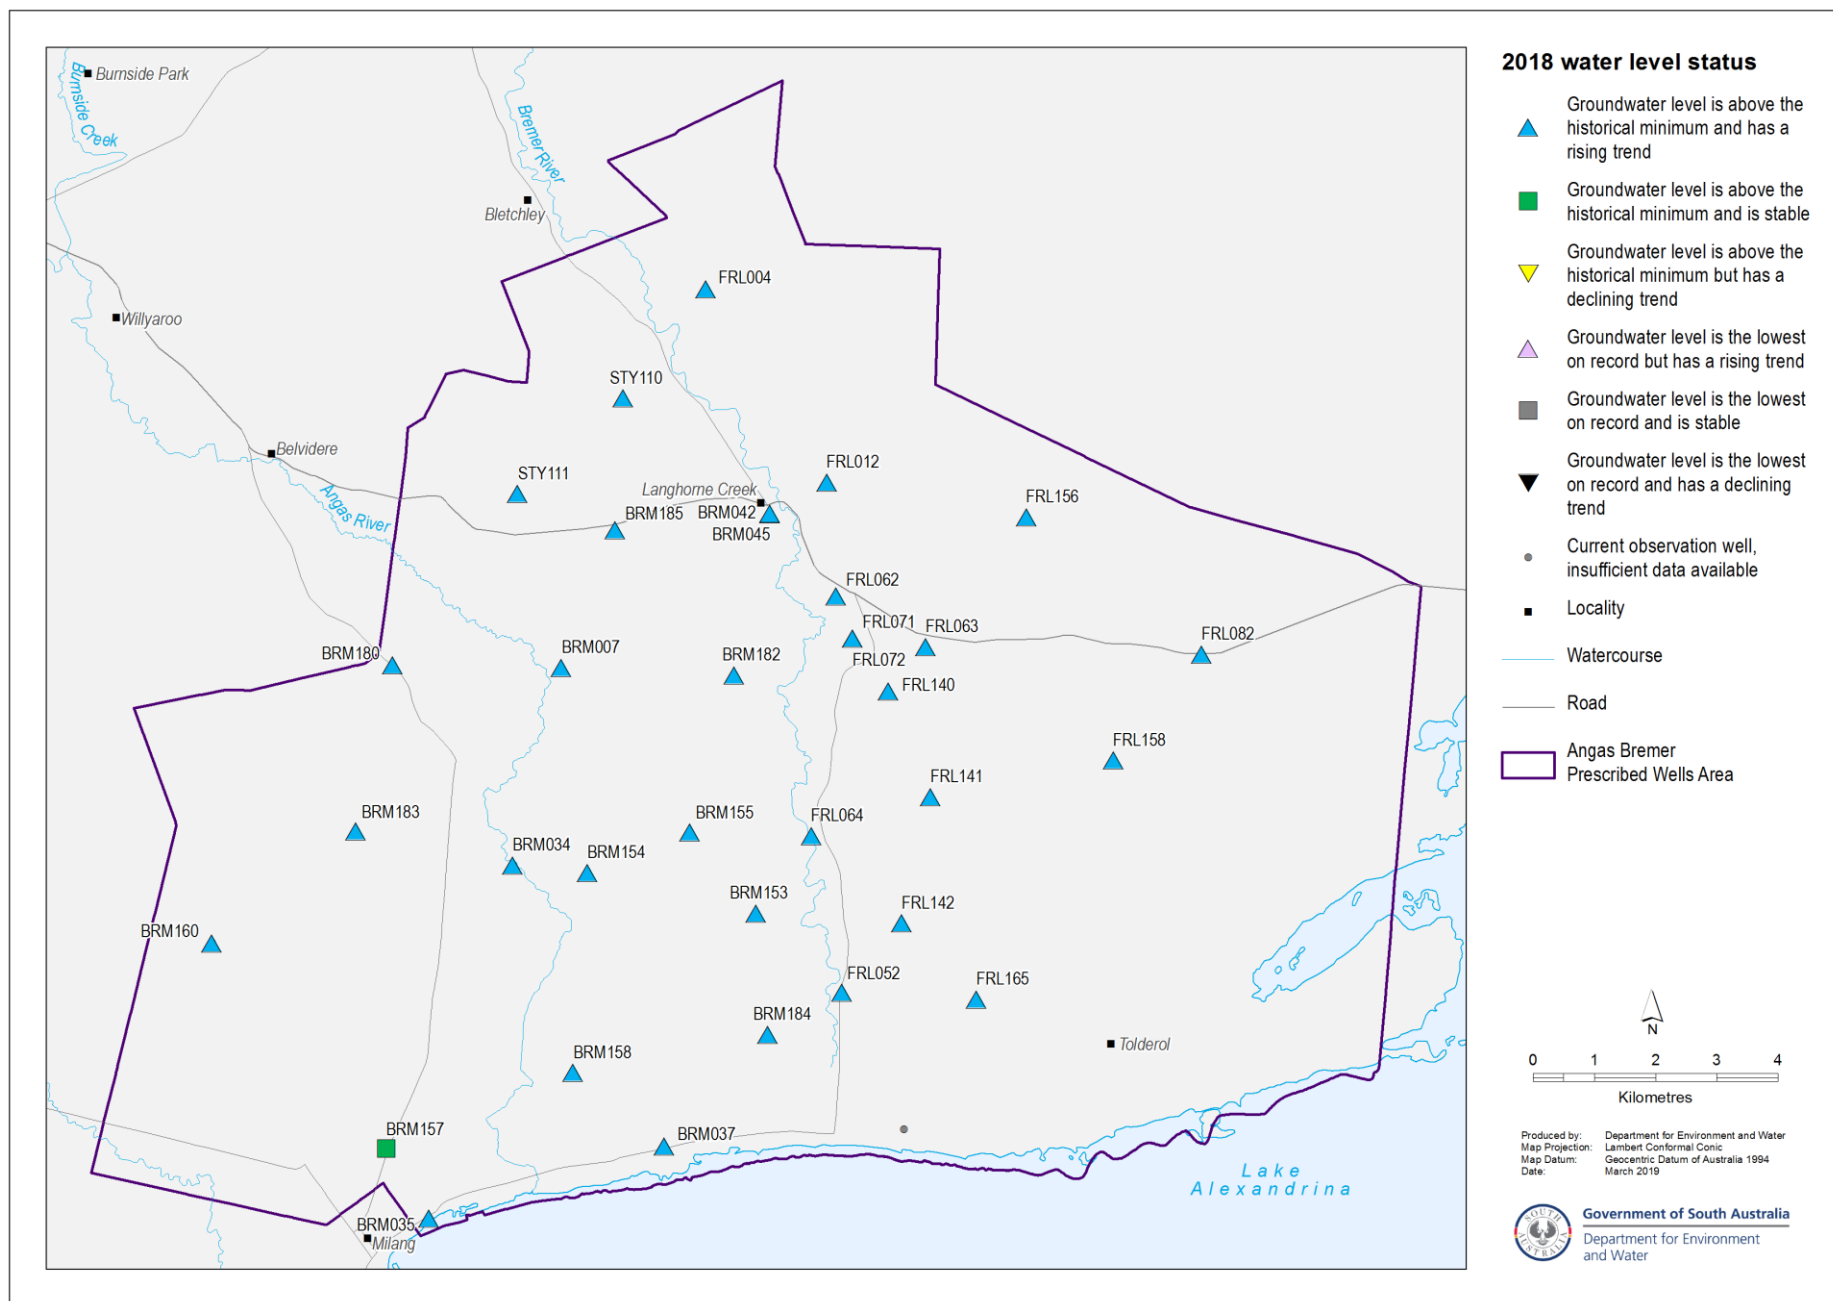 Burnside Park
Burnside Creek
Bremer River
Bletchley
FRL004
Willyaroo
STY110
Belvidere
FRL012
STY111
Langhorne Creek
FRL156
Angas River
BRM185
BRM042
BRM045
FRL062
FRL071
FRL063
FRL082
BRM180
BRM007
BRM182
FRL072
FRL140
FRL158
FRL141
BRM183
BRM155
FRL064
BRM034
BRM154
BRM153
FRL142
BRM160
FRL052
FRL165
BRM184
Tolderol
BRM158
BRM157
BRM037
Lake
Alexandrina
BRM035
Milang
2018 water level status
Groundwater level is above the
historical minimum and has a
rising trend
Groundwater level is above the
historical minimum and is stable
Groundwater level is above the
historical minimum but has a
declining trend
Groundwater level is the lowest
on record but has a rising trend
Groundwater level is the lowest
on record and is stable
Groundwater level is the lowest
on record and has a declining
trend
Current observation well,
insufficient data available
Locality
Watercourse
Road
Angas Bremer
Prescribed Wells Area
N
0 1 2 3 4
Kilometres
Produced by: Department for Environment and Water
Map Projection: Lambert Conformal Conic
Map Datum: Geocentric Datum of Australia 1994
Date: March 2019
SOUTH AUSTRALIA
Government of South Australia
Department for Environment
and Water